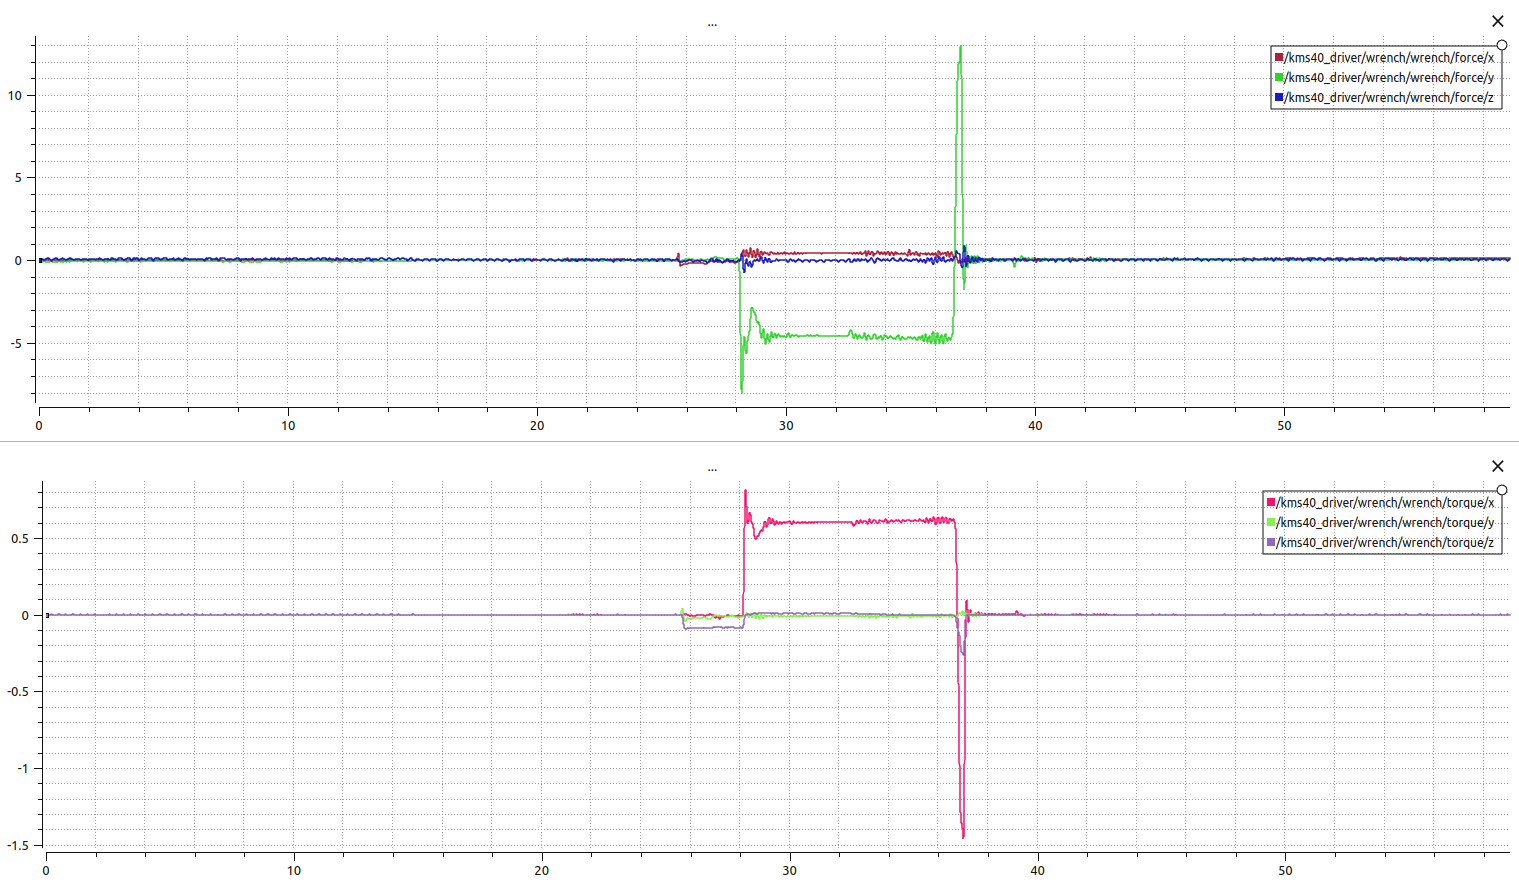 ...
/kms40_driver/wrench/wrench/force/x
/kms40_driver/wrench/wrench/force/y
/kms40_driver/wrench/wrench/force/z
10
5
0
-5
0 10 20 30 40 50
...
/kms40_driver/wrench/wrench/torque/x
/kms40_driver/wrench/wrench/torque/y
/kms40_driver/wrench/wrench/torque/z
0.5
0
-0.5
-1
-1.5
0 10 20 30 40 50